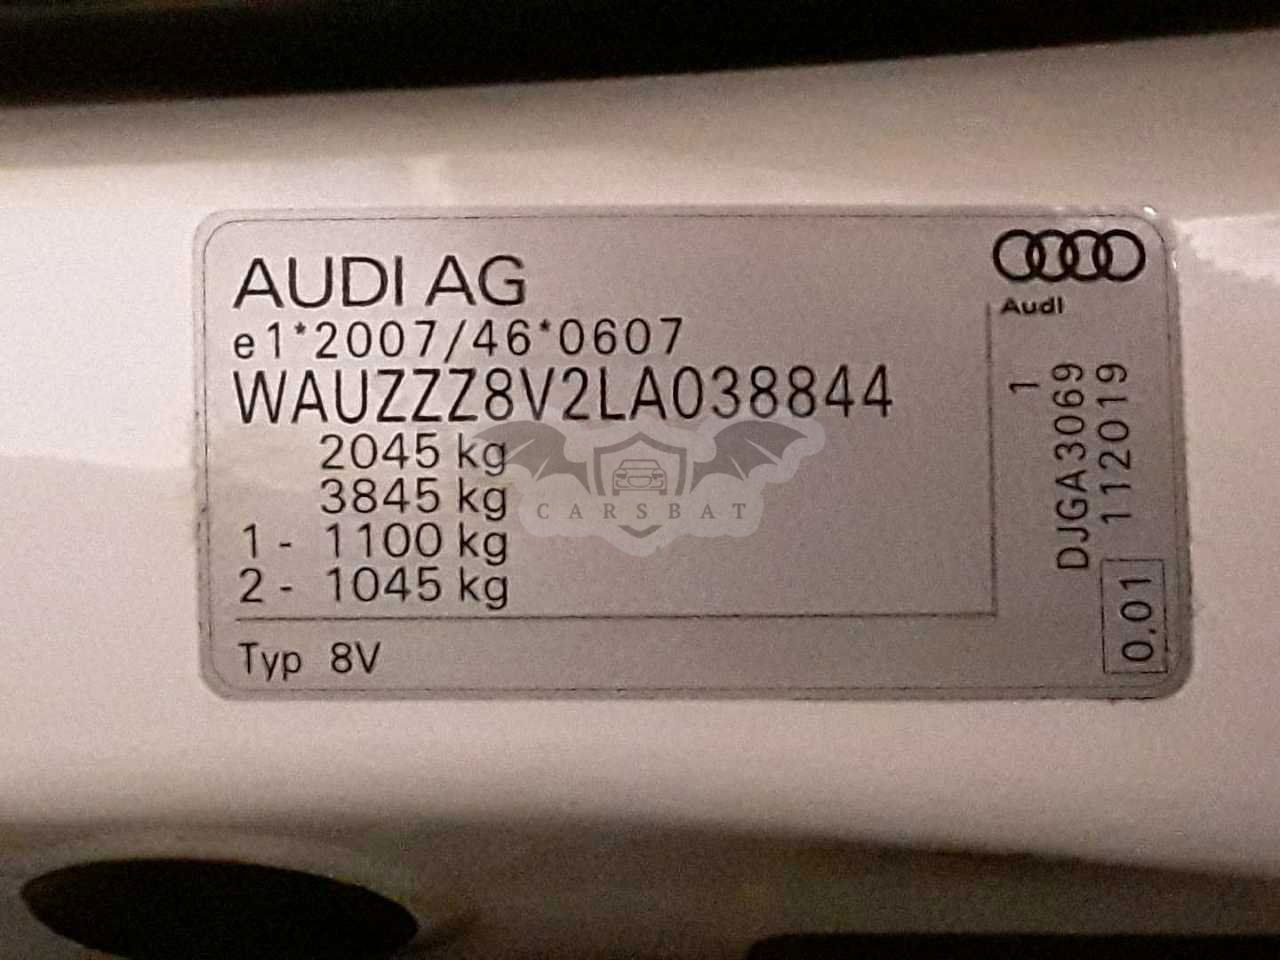 AUDI AG
e1*2007/46*0607
WAUZZZ8V2LA038844
2045 kg
3845 kg
1 - 1100 kg
2 - 1045 kg
Typ 8V
Audi
1
DJGA3069
112019
0.01
CARSBAT